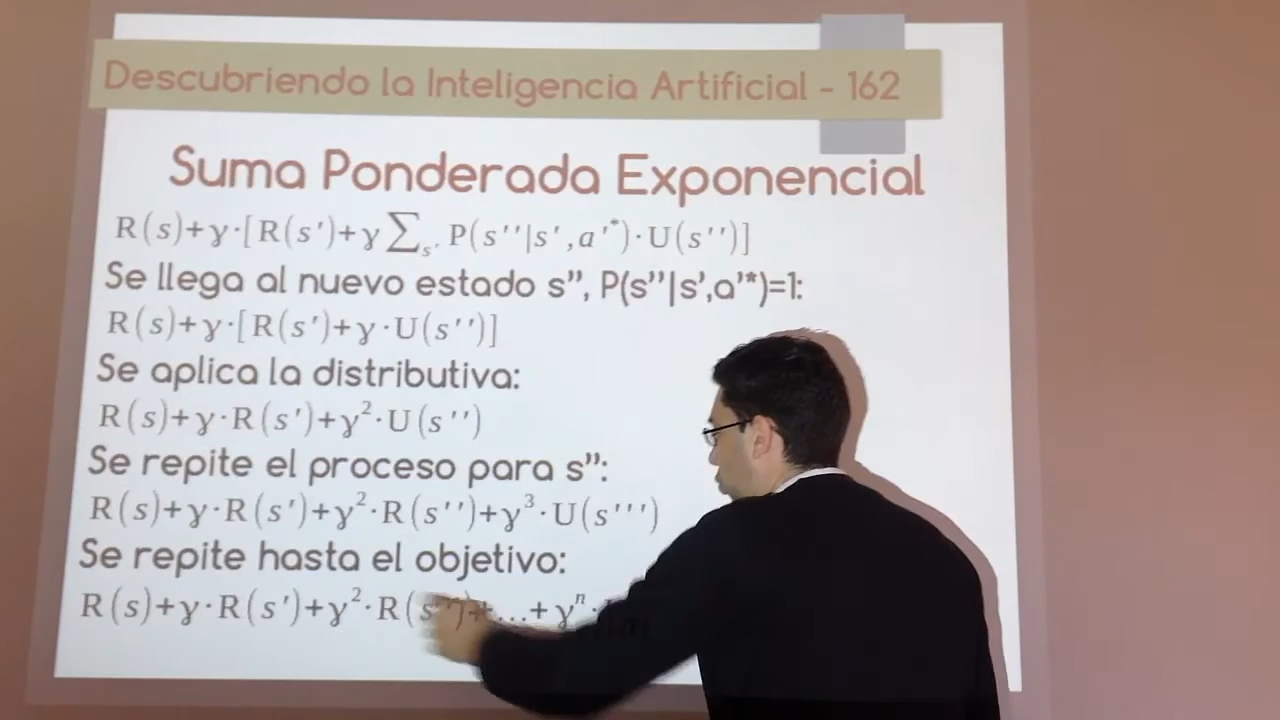 Descubriendo la Inteligencia Artificial - 162
Suma Ponderada Exponencial
R(s)+γ·[R(s')+γ∑ₛ'' P(s''|s',a'*)·U(s'')]
Se llega al nuevo estado s", P(s"|s',a'*)=1:
R(s)+γ·[R(s')+γ·U(s'')]
Se aplica la distributiva:
R(s)+γ·R(s')+γ²·U(s'')
Se repite el proceso para s":
R(s)+γ·R(s')+γ²·R(s'')+γ³·U(s''')
Se repite hasta el objetivo:
R(s)+γ·R(s')+γ²·R(s'')+...+γⁿ·